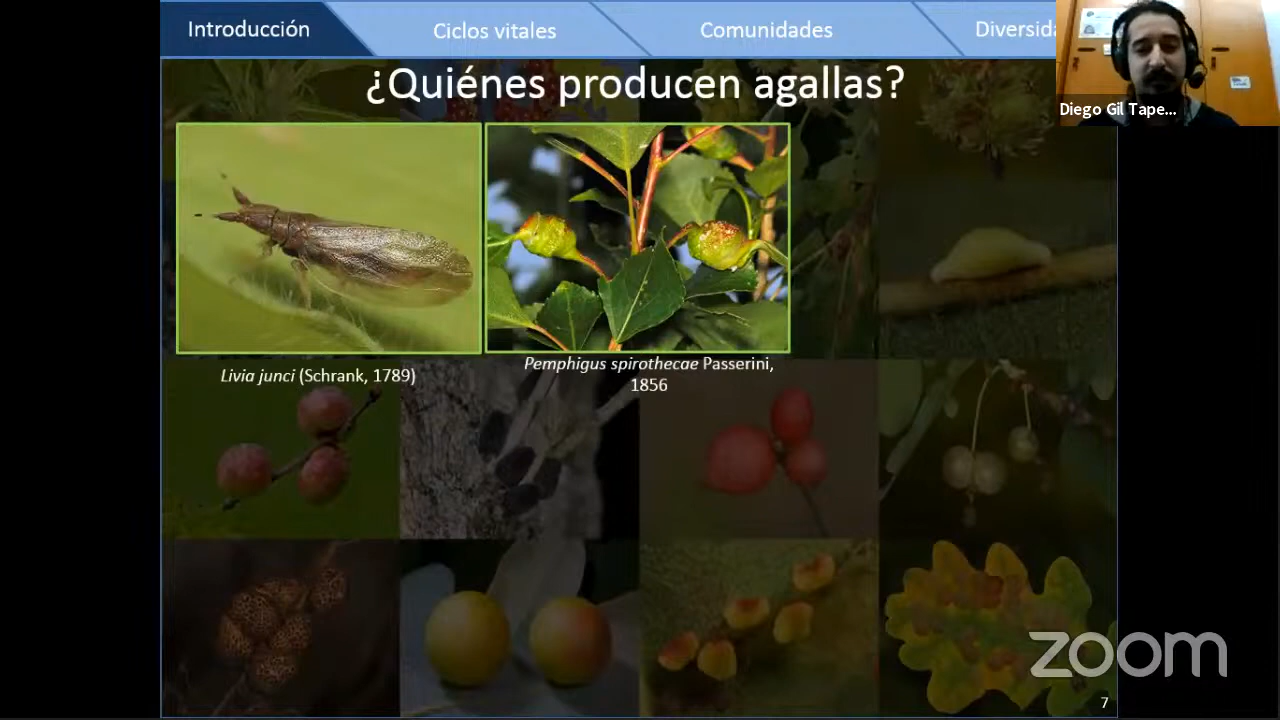 Introducción
Ciclos vitales
Comunidades
Diversida
Diego Gil Tape...
¿Quiénes producen agallas?
Livia junci (Schrank, 1789)
Pemphigus spirothecae Passerini,
1856
zoom
7